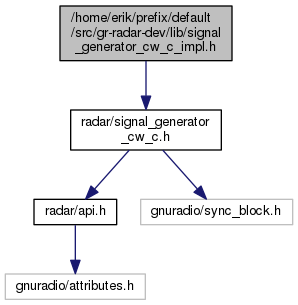 /home/erik/prefix/default
/src/gr-radar-dev/lib/signal
_generator_cw_c_impl.h
radar/signal_generator
_cw_c.h
radar/api.h
gnuradio/sync_block.h
gnuradio/attributes.h